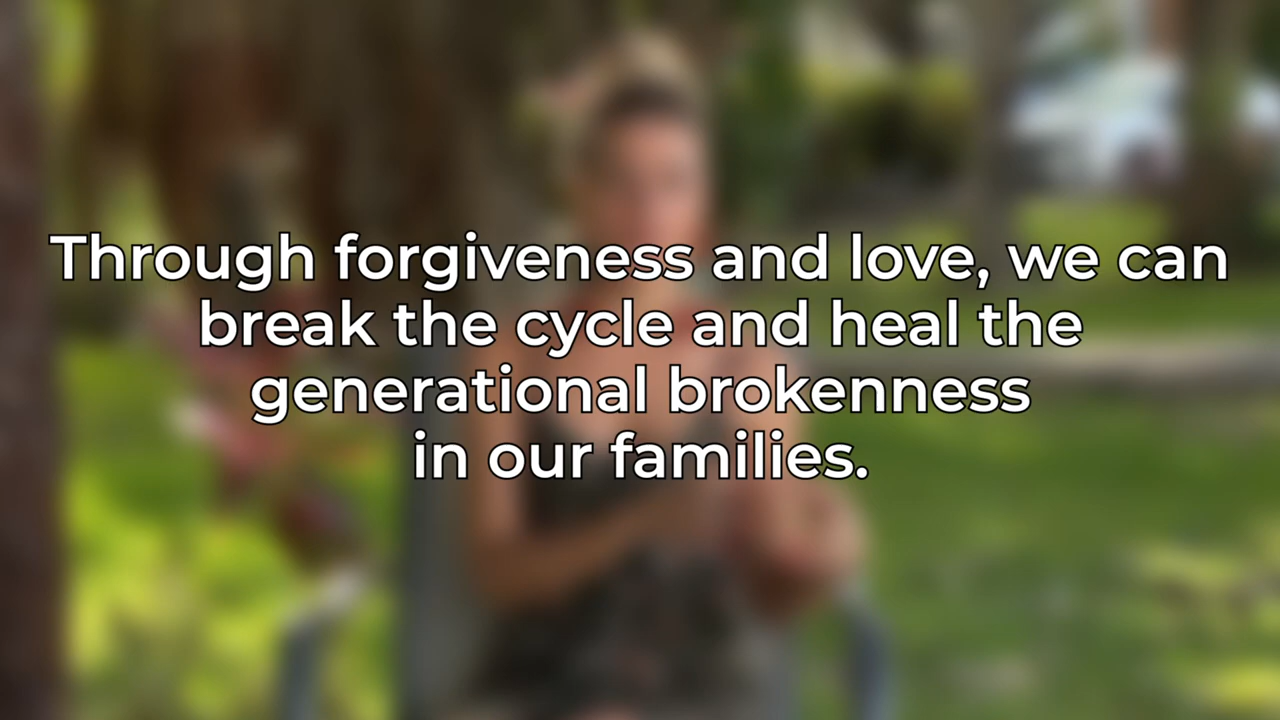 Through forgiveness and love, we can
break the cycle and heal the
generational brokenness
in our families.